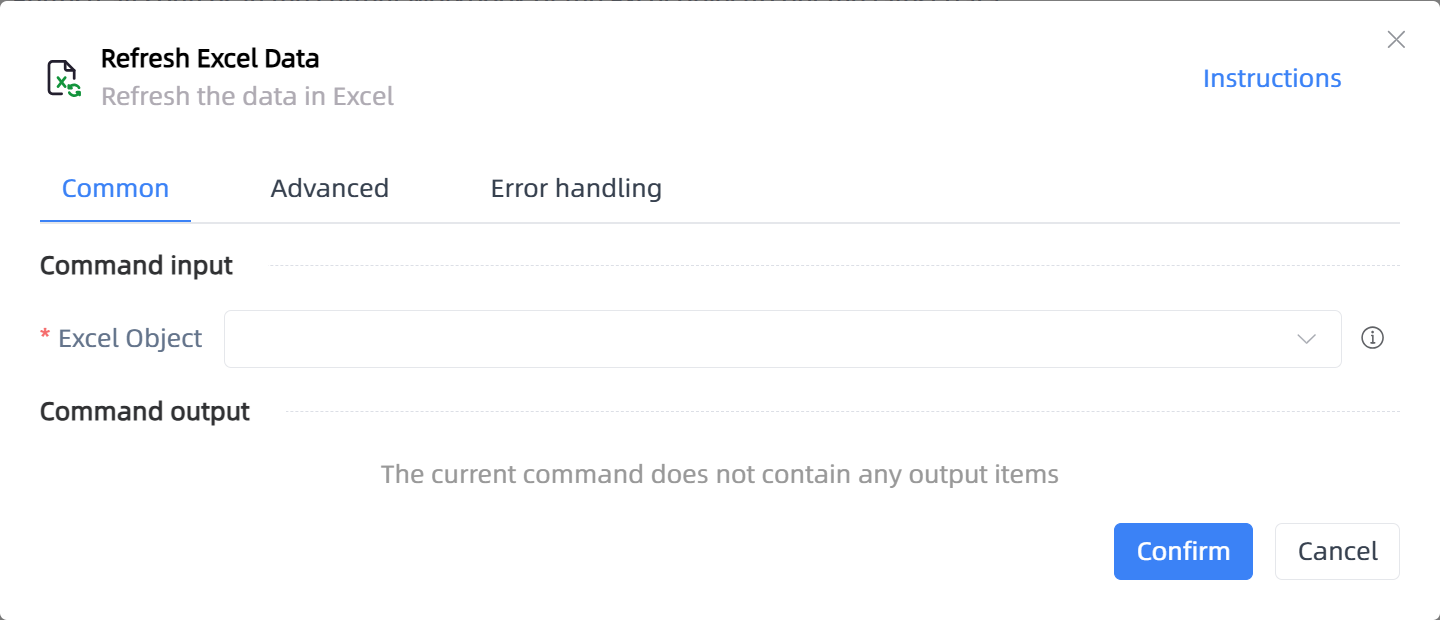 Refresh Excel Data
Refresh the data in Excel
Instructions
Common Advanced Error handling
Command input
* Excel Object
Command output
The current command does not contain any output items
Confirm Cancel